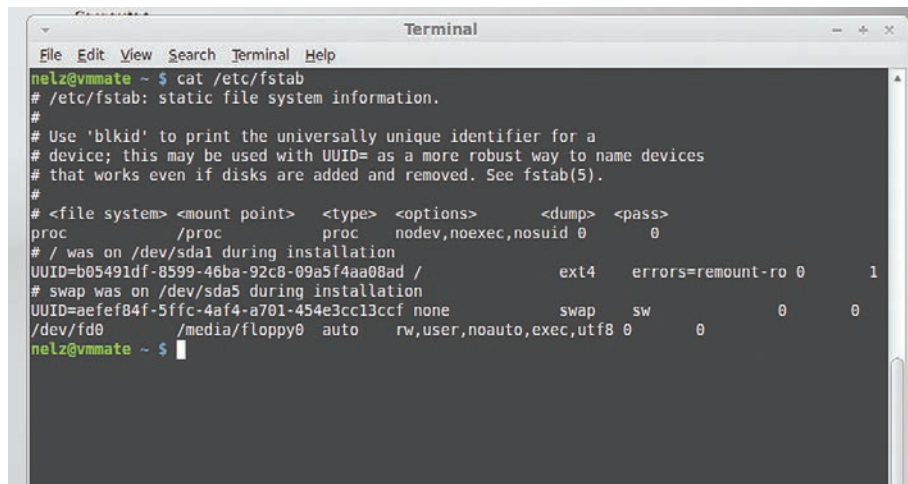 Terminal
File Edit View Search Terminal Help
nelz@vmmate ~ $ cat /etc/fstab
# /etc/fstab: static file system information.
#
# Use 'blkid' to print the universally unique identifier for a
# device; this may be used with UUID= as a more robust way to name devices
# that works even if disks are added and removed. See fstab(5).
#
# <file system> <mount point>   <type>  <options>       <dump>  <pass>
proc            /proc           proc    nodev,noexec,nosuid 0       0
# / was on /dev/sda1 during installation
UUID=b05491df-8599-46ba-92c8-09a5f4aa08ad /               ext4    errors=remount-ro 0       1
# swap was on /dev/sda5 during installation
UUID=aefef84f-5ffc-4af4-a701-454e3cc13ccf none            swap    sw              0       0
/dev/fd0        /media/floppy0  auto    rw,user,noauto,exec,utf8 0       0
nelz@vmmate ~ $